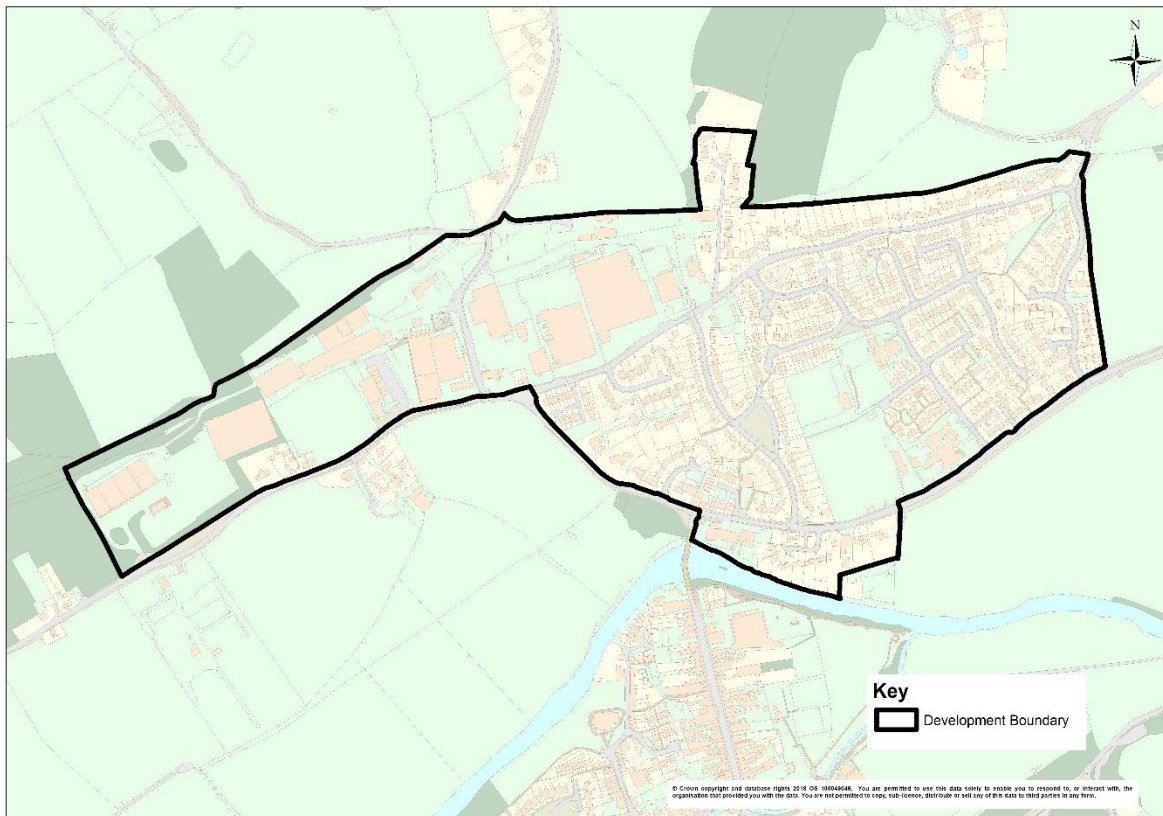 N
Key
Development Boundary
© Crown copyright and database rights 2018 OS 100049049. You are permitted to use this data solely to enable you to respond to, or interact with, the
organisation that provided you with the data. You are not permitted to copy, sub-licence, distribute or sell any of this data to third parties in any form.